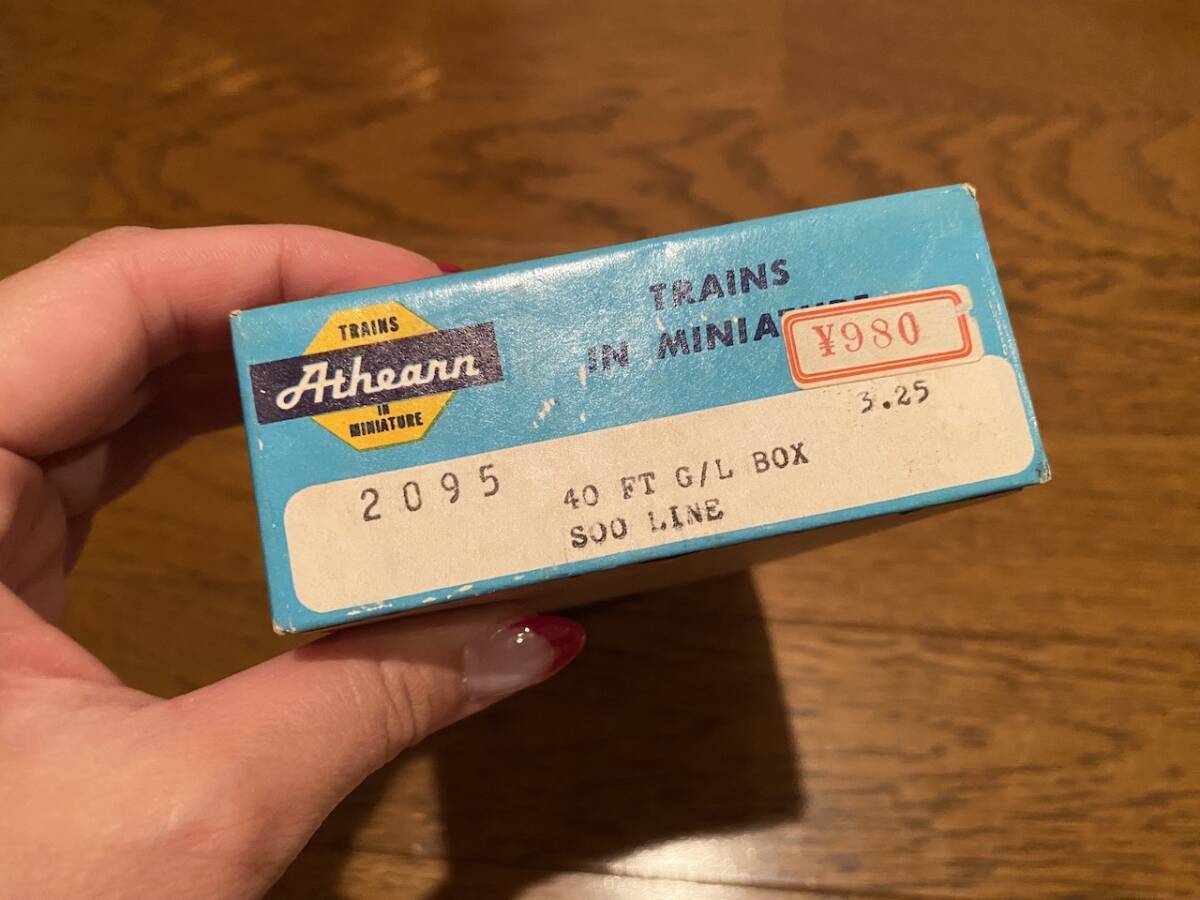 TRAINS
Athearn
IN
MINIATURE
TRAINS
IN MINIATURE
¥980
3.25
2095
40 FT G/L BOX
SOO LINE